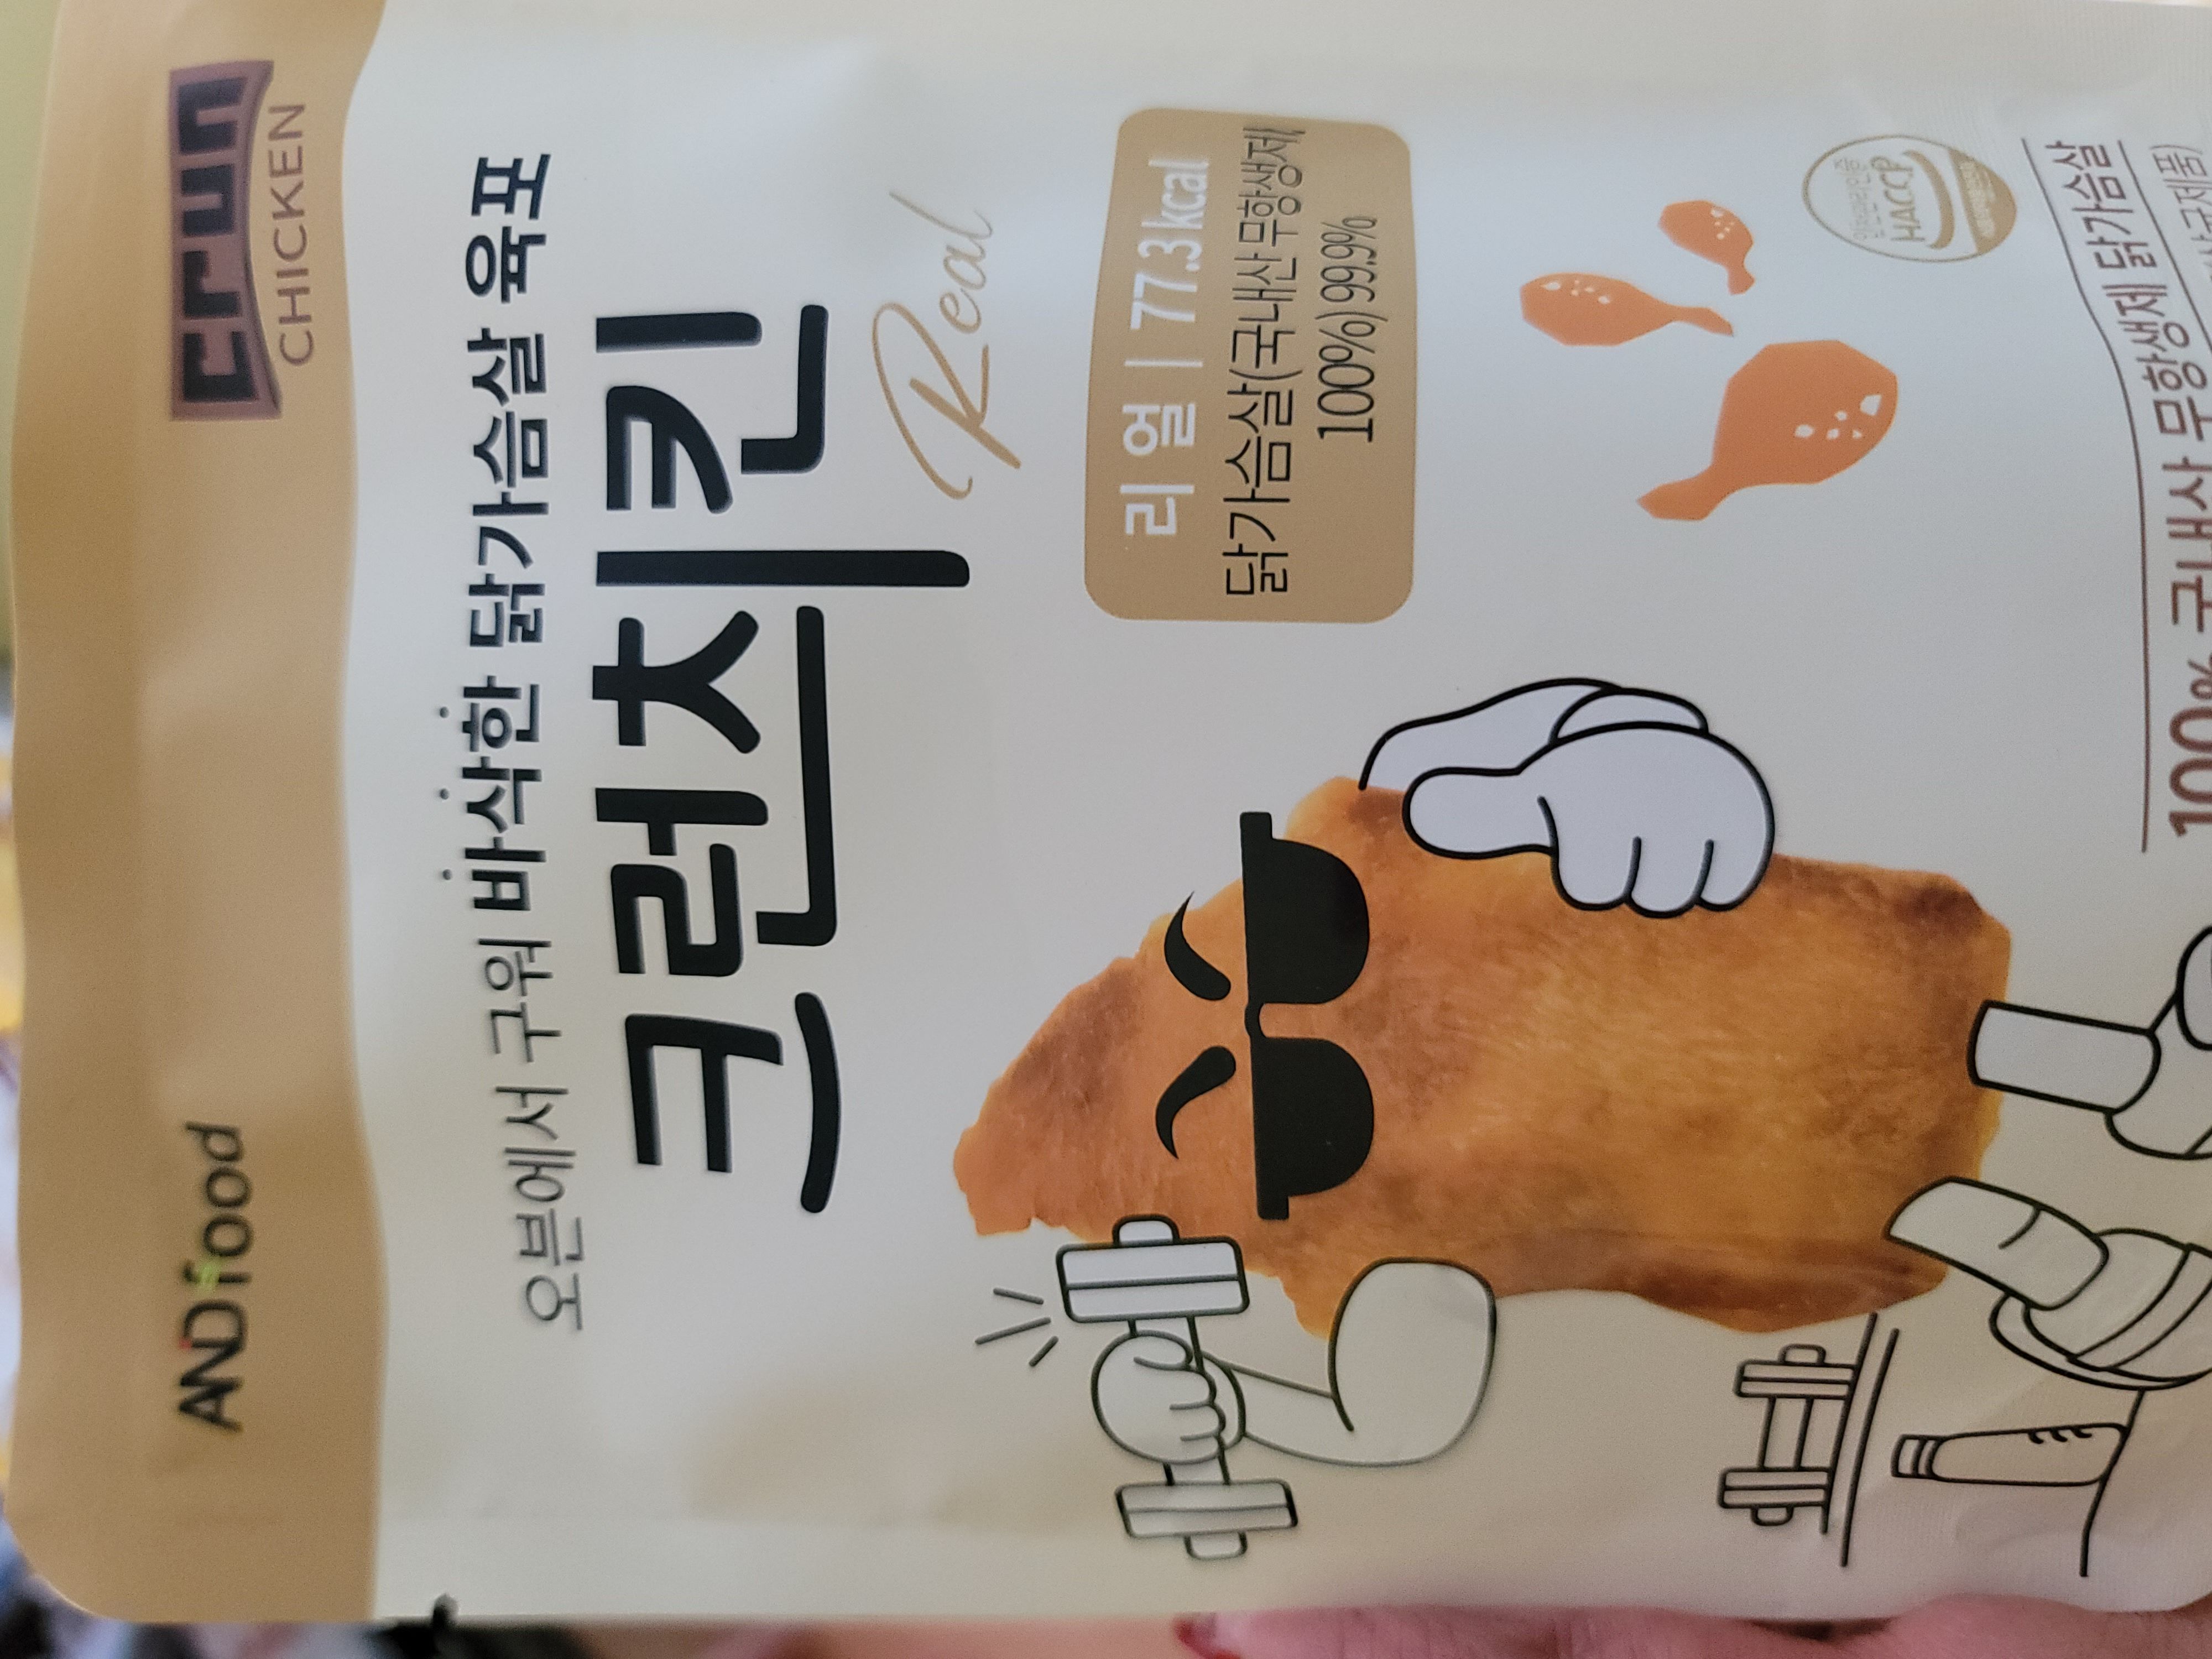 ANDfood
crun
CHICKEN
오븐에서 구워 바삭한 닭가슴살 육포
크런치킨
Real
리얼 | 77.3kcal
닭가슴살(국내산 무항생제
100%) 99.9%
HACCP
100% 국내산 무항생제 닭가슴살